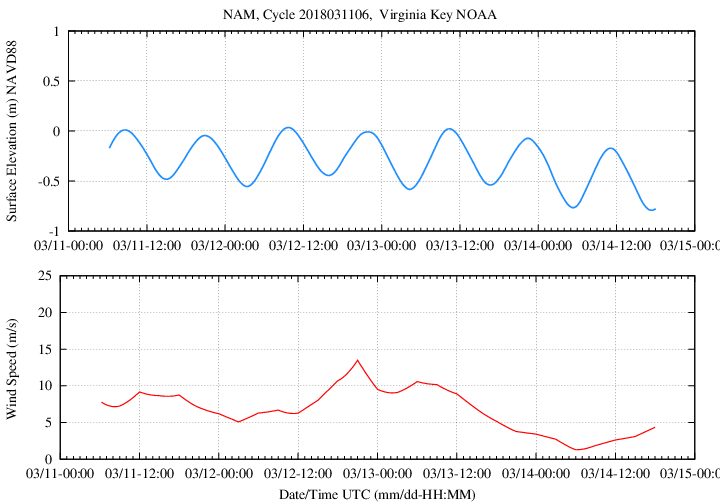 NAM, Cycle 2018031106,  Virginia Key NOAA
Surface Elevation (m) NAVD88
1
0.5
0
-0.5
-1
03/11-00:00 03/11-12:00 03/12-00:00 03/12-12:00 03/13-00:00 03/13-12:00 03/14-00:00 03/14-12:00 03/15-00:00
Wind Speed (m/s)
25
20
15
10
5
0
03/11-00:00 03/11-12:00 03/12-00:00 03/12-12:00 03/13-00:00 03/13-12:00 03/14-00:00 03/14-12:00 03/15-00:00
Date/Time UTC (mm/dd-HH:MM)